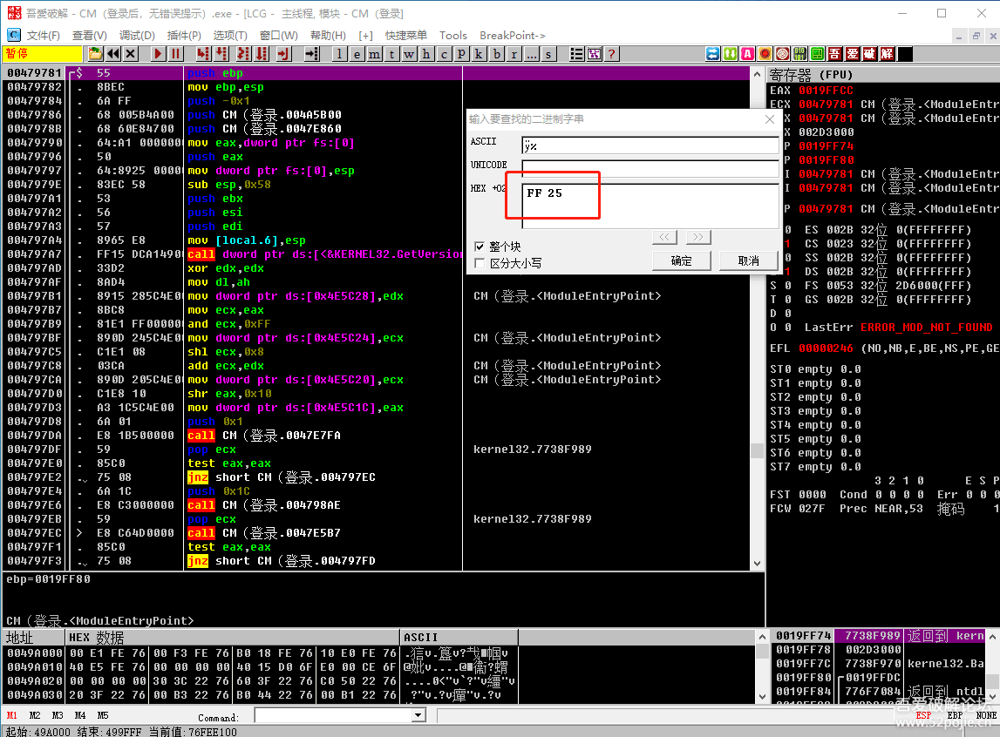 吾愛破解 - CM（登录后，无错误提示）.exe - [LCG - 主线程, 模块 - CM（登录]
文件(F) 查看(V) 调试(D) 插件(P) 选项(T) 窗口(W) 帮助(H) [+] 快捷菜单 Tools BreakPoint->
暂停 l e m t w h c p k b r ... s ? A 吾 爱 破 解
00479781 $ 55 push ebp
00479782 . 8BEC mov ebp,esp
00479784 . 6A FF push -0x1
00479786 . 68 005B4A00 push CM（登录.004A5B00
0047978B . 68 60E84700 push CM（登录.0047E860
00479790 . 64:A1 0000000 mov eax,dword ptr fs:[0]
00479796 . 50 push eax
00479797 . 64:8925 00000 mov dword ptr fs:[0],esp
0047979E . 83EC 58 sub esp,0x58
004797A1 . 53 push ebx
004797A2 . 56 push esi
004797A3 . 57 push edi
004797A4 . 8965 E8 mov [local.6],esp
004797A7 . FF15 DCA14900 call dword ptr ds:[<&KERNEL32.GetVersion
004797AD . 33D2 xor edx,edx
004797AF . 8AD4 mov dl,ah
004797B1 . 8915 285C4E00 mov dword ptr ds:[0x4E5C28],edx CM（登录.<ModuleEntryPoint>
004797B7 . 8BC8 mov ecx,eax
004797B9 . 81E1 FF000000 and ecx,0xFF
004797BF . 890D 245C4E00 mov dword ptr ds:[0x4E5C24],ecx CM（登录.<ModuleEntryPoint>
004797C5 . C1E1 08 shl ecx,0x8
004797C8 . 03CA add ecx,edx CM（登录.<ModuleEntryPoint>
004797CA . 890D 205C4E00 mov dword ptr ds:[0x4E5C20],ecx CM（登录.<ModuleEntryPoint>
004797D0 . C1E8 10 shr eax,0x10
004797D3 . A3 1C5C4E00 mov dword ptr ds:[0x4E5C1C],eax
004797D8 . 6A 01 push 0x1
004797DA . E8 1B500000 call CM（登录.0047E7FA
004797DF . 59 pop ecx kernel32.7738F989
004797E0 . 85C0 test eax,eax
004797E2 . 75 08 jnz short CM（登录.004797EC
004797E4 . 6A 1C push 0x1C
004797E6 . E8 C3000000 call CM（登录.004798AE
004797EB . 59 pop ecx kernel32.7738F989
004797EC > E8 C64D0000 call CM（登录.0047E5B7
004797F1 . 85C0 test eax,eax
004797F3 . 75 08 jnz short CM（登录.004797FD
输入要查找的二进制字串
ASCII ÿ%
UNICODE
HEX +02 FF 25
<< >>
整个块
区分大小写
确定 取消
寄存器 (FPU)
EAX 0019FFCC
ECX 00479781 CM（登录.<ModuleEntr
X 00479781 CM（登录.<ModuleEntr
X 002D3000
P 0019FF74
P 0019FF80
I 00479781 CM（登录.<ModuleEntr
I 00479781 CM（登录.<ModuleEntr
P 00479781 CM（登录.<ModuleEntr
0 ES 002B 32位 0(FFFFFFFF)
1 CS 0023 32位 0(FFFFFFFF)
0 SS 002B 32位 0(FFFFFFFF)
1 DS 002B 32位 0(FFFFFFFF)
S 0 FS 0053 32位 2D6000(FFF)
T 0 GS 002B 32位 0(FFFFFFFF)
D 0
O 0 LastErr ERROR_MOD_NOT_FOUND
EFL 00000246 (NO,NB,E,BE,NS,PE,GE
ST0 empty 0.0
ST1 empty 0.0
ST2 empty 0.0
ST3 empty 0.0
ST4 empty 0.0
ST5 empty 0.0
ST6 empty 0.0
ST7 empty 0.0
3 2 1 0 E S P
FST 0000 Cond 0 0 0 0 Err 0 0 0
FCW 027F Prec NEAR,53 掩码 1
ebp=0019FF80
CM（登录.<ModuleEntryPoint>
地址 HEX 数据 ASCII
0049A000 00 E1 FE 76 00 F3 FE 76 B0 18 FE 76 10 E0 FE 76
0049A010 40 E5 FE 76 00 00 00 00 40 15 D0 6F E0 00 CE 6F
0049A020 00 00 00 00 30 3C 22 76 60 3F 22 76 C0 50 22 76
0049A030 20 3F 22 76 00 B3 22 76 B0 44 22 76 00 B1 22 76
0019FF74 7738F989 返回到 kern
0019FF78 002D3000
0019FF7C 7738F970 kernel32.Ba
0019FF80 0019FFDC
0019FF84 776F7084 返回到 ntdl
M1 M2 M3 M4 M5 Command: ESP EBP NONE
起始: 49A000 结束: 499FFF 当前值: 76FEE100
吾爱破解论坛
www.52pojie.cn